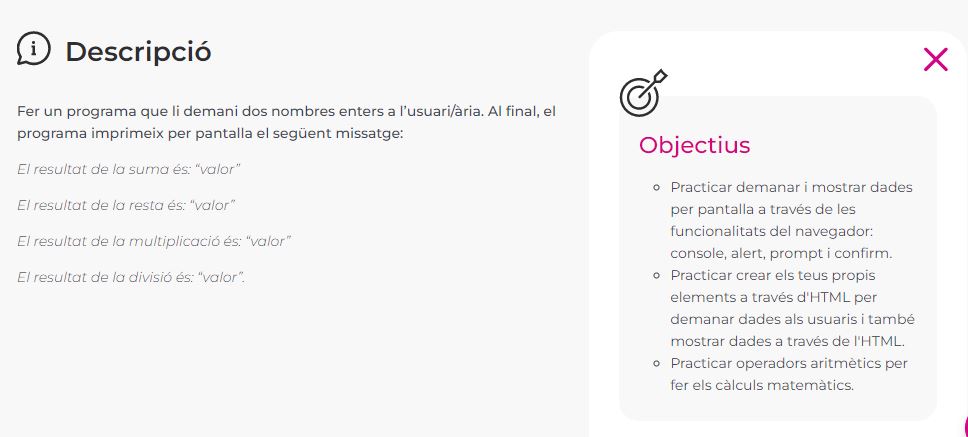 Descripció
Fer un programa que li demani dos nombres enters a l’usuari/ària. Al final, el
programa imprimeix per pantalla el següent missatge:
El resultat de la suma és: “valor”
El resultat de la resta és: “valor”
El resultat de la multiplicació és: “valor”
El resultat de la divisió és: “valor”.
Objectius
Practicar demanar i mostrar dades
per pantalla a través de les
funcionalitats del navegador:
console, alert, prompt i confirm.
Practicar crear els teus propis
elements a través d'HTML per
demanar dades als usuaris i també
mostrar dades a través de l'HTML.
Practicar operadors aritmètics per
fer els càlculs matemàtics.